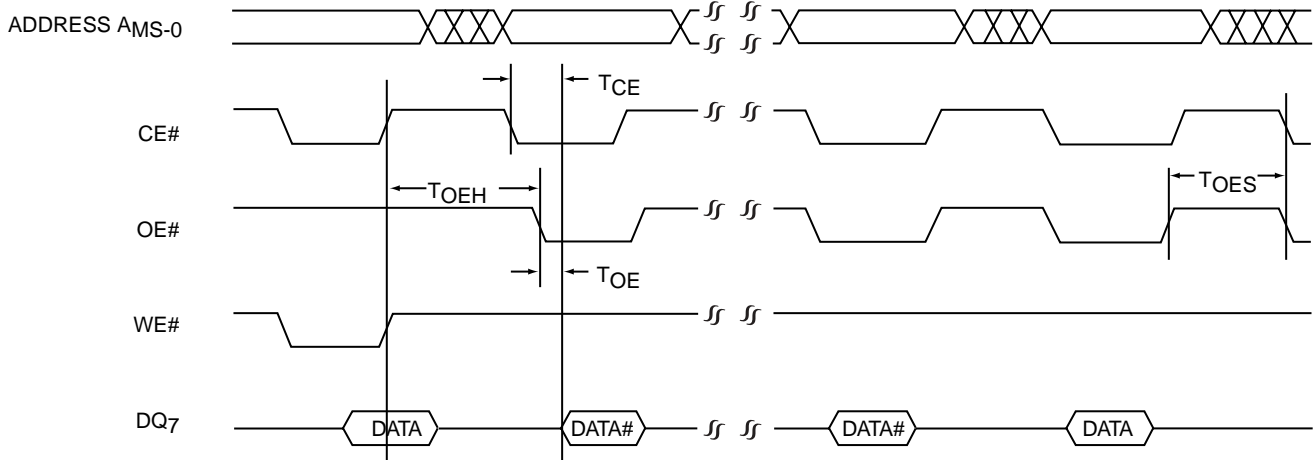 ADDRESS AMS-0
TCE
CE#
TOEH
TOES
OE#
TOE
WE#
DQ7
DATA
DATA#
DATA#
DATA